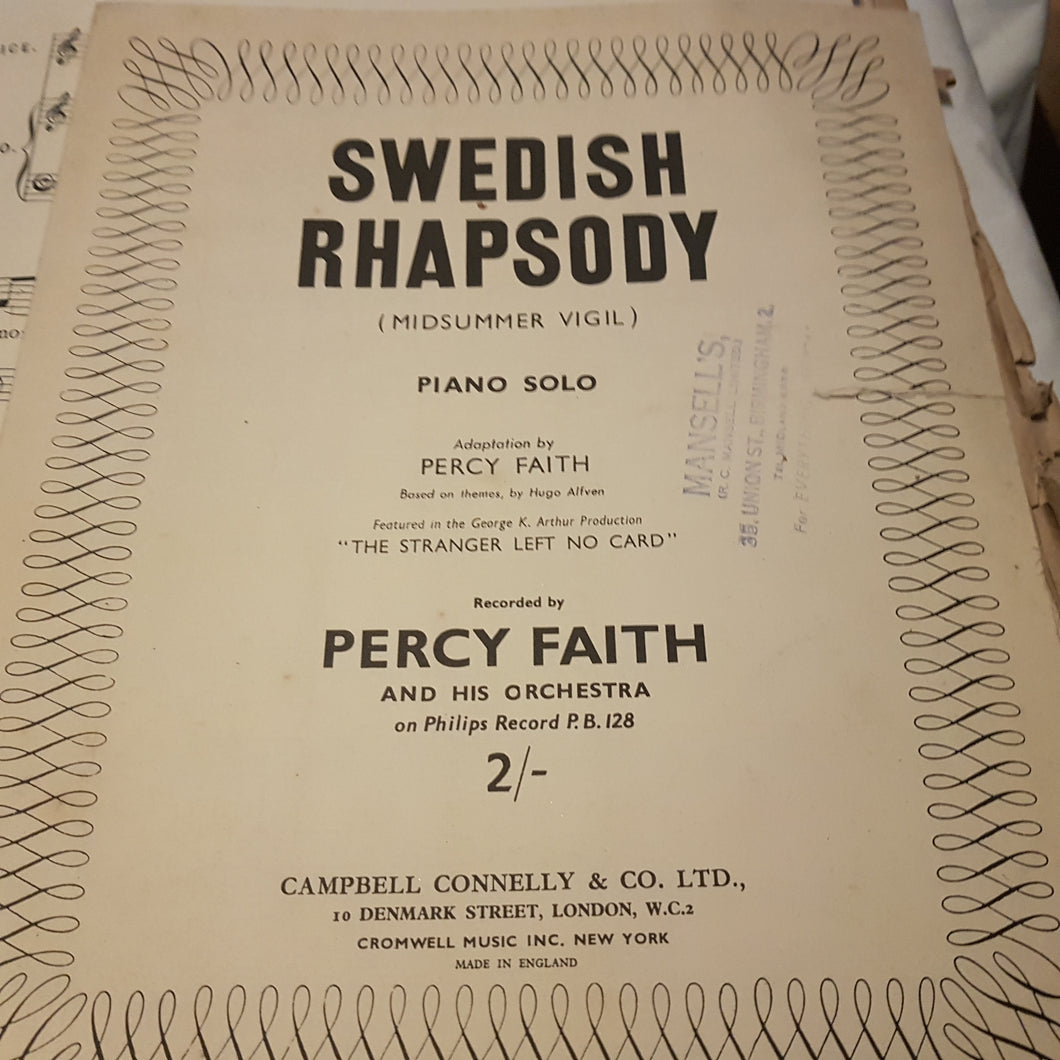 SWEDISH
RHAPSODY
(MIDSUMMER VIGIL)
PIANO SOLO
Adaptation by
PERCY FAITH
Based on themes, by Hugo Alfven
Featured in the George K. Arthur Production
"THE STRANGER LEFT NO CARD"
Recorded by
PERCY FAITH
AND HIS ORCHESTRA
on Philips Record P.B. 128
2/-
CAMPBELL CONNELLY & CO. LTD.,
10 DENMARK STREET, LONDON, W.C.2
CROMWELL MUSIC INC. NEW YORK
MADE IN ENGLAND
MANSELL'S,
(R. C. MANSELL LIMITED)
35, UNION ST., BIRMINGHAM, 2.
For